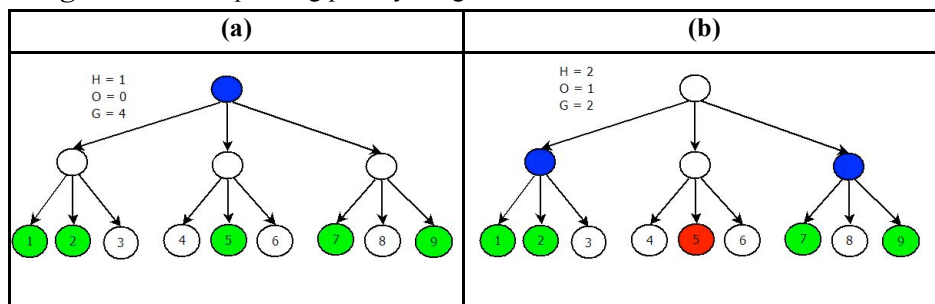 (a) (b)
H = 1
O = 0
G = 4
1 2 3 4 5 6 7 8 9
H = 2
O = 1
G = 2
1 2 3 4 5 6 7 8 9